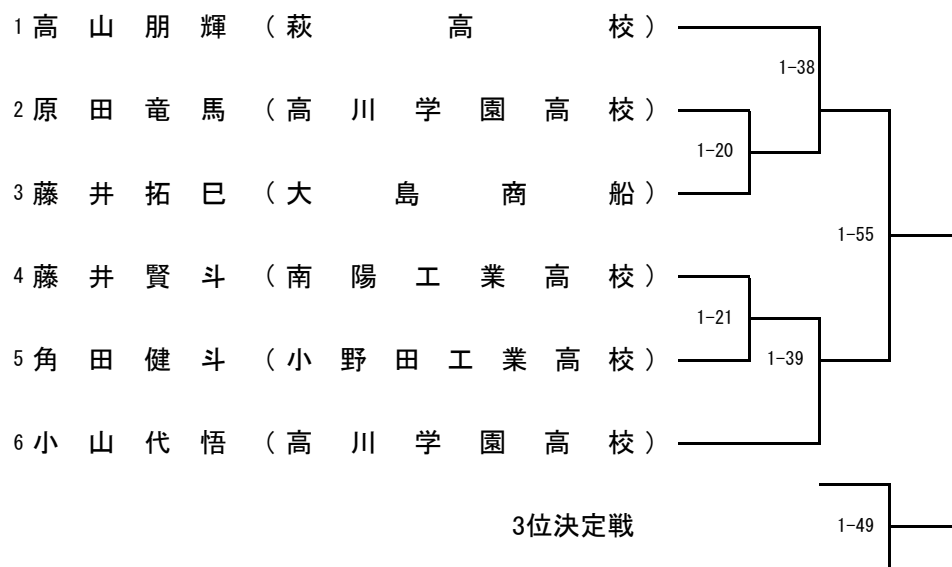 1 高山朋輝（萩高校）
1-38
2 原田竜馬（高川学園高校）
1-20
3 藤井拓巳（大島商船）
1-55
4 藤井賢斗（南陽工業高校）
1-21
5 角田健斗（小野田工業高校）
1-39
6 小山代悟（高川学園高校）
3位決定戦
1-49